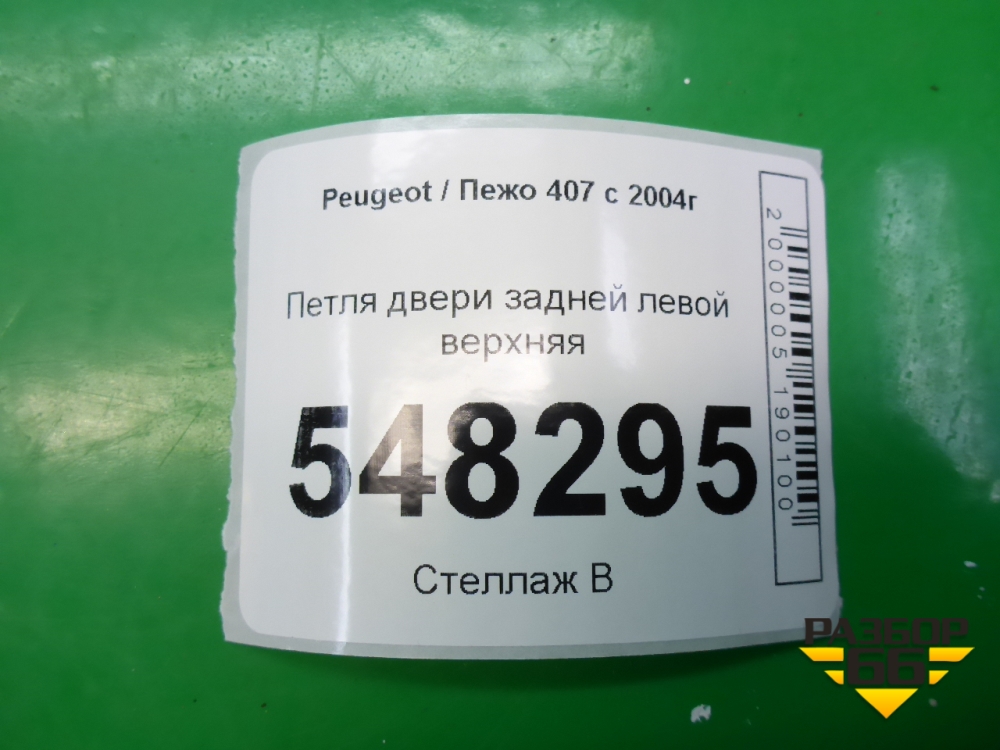 Peugeot / Пежо 407 с 2004г
Петля двери задней левой
верхняя
548295
Стеллаж В
2000005190100
РАЗБОР
66